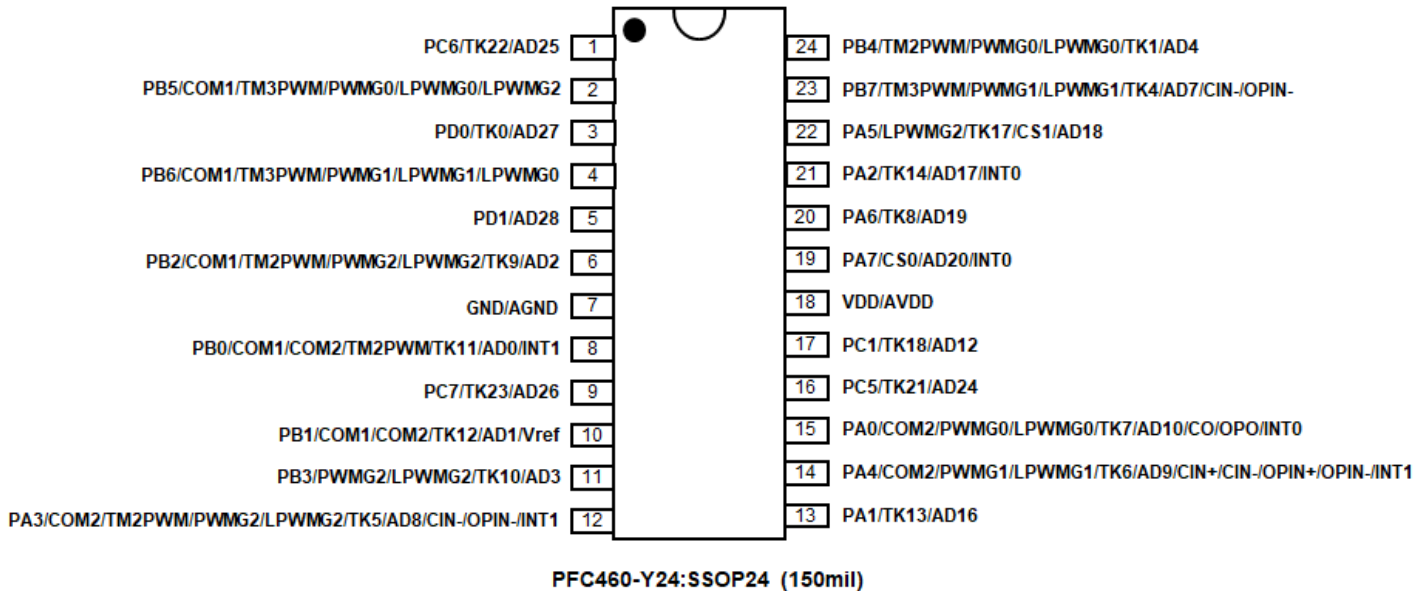 PC6/TK22/AD25 1 24 PB4/TM2PWM/PWMG0/LPWMG0/TK1/AD4
PB5/COM1/TM3PWM/PWMG0/LPWMG0/LPWMG2 2 23 PB7/TM3PWM/PWMG1/LPWMG1/TK4/AD7/CIN-/OPIN-
PD0/TK0/AD27 3 22 PA5/LPWMG2/TK17/CS1/AD18
PB6/COM1/TM3PWM/PWMG1/LPWMG1/LPWMG0 4 21 PA2/TK14/AD17/INT0
PD1/AD28 5 20 PA6/TK8/AD19
PB2/COM1/TM2PWM/PWMG2/LPWMG2/TK9/AD2 6 19 PA7/CS0/AD20/INT0
GND/AGND 7 18 VDD/AVDD
PB0/COM1/COM2/TM2PWM/TK11/AD0/INT1 8 17 PC1/TK18/AD12
PC7/TK23/AD26 9 16 PC5/TK21/AD24
PB1/COM1/COM2/TK12/AD1/Vref 10 15 PA0/COM2/PWMG0/LPWMG0/TK7/AD10/CO/OPO/INT0
PB3/PWMG2/LPWMG2/TK10/AD3 11 14 PA4/COM2/PWMG1/LPWMG1/TK6/AD9/CIN+/CIN-/OPIN+/OPIN-/INT1
PA3/COM2/TM2PWM/PWMG2/LPWMG2/TK5/AD8/CIN-/OPIN-/INT1 12 13 PA1/TK13/AD16
PFC460-Y24:SSOP24 (150mil)